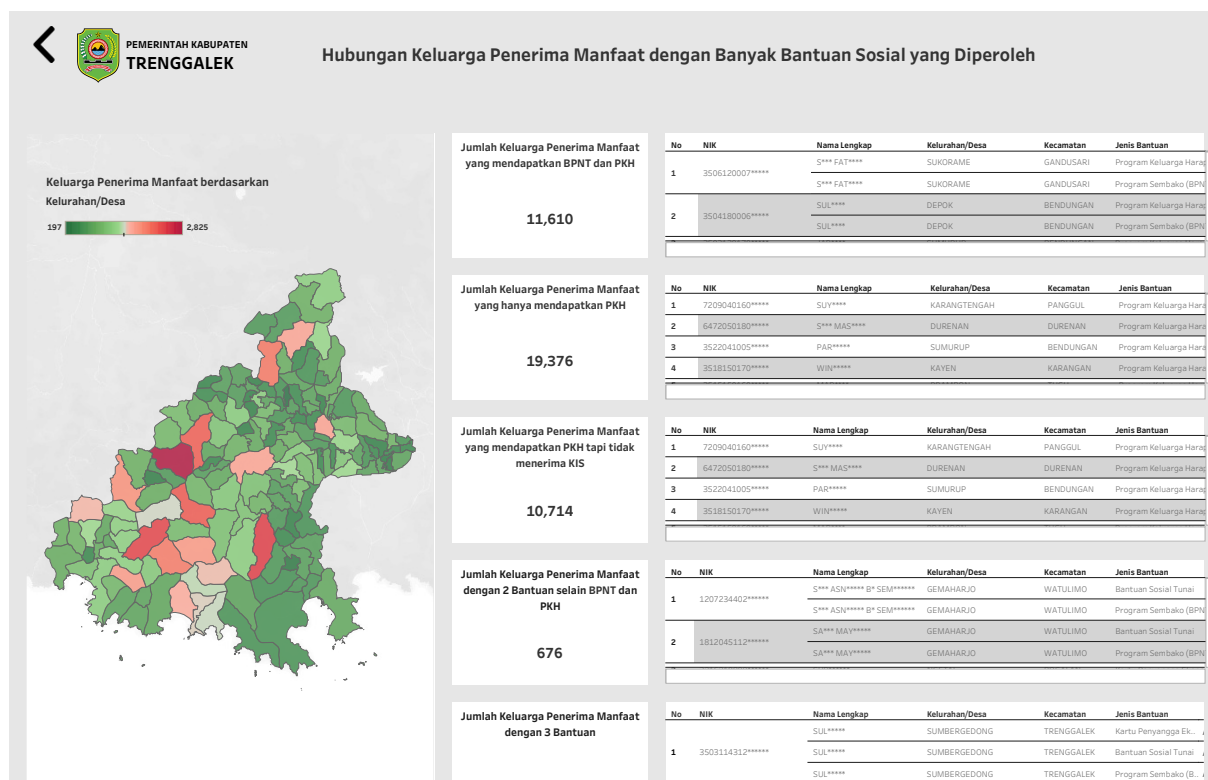 PEMERINTAH KABUPATEN
TRENGGALEK
Hubungan Keluarga Penerima Manfaat dengan Banyak Bantuan Sosial yang Diperoleh
Keluarga Penerima Manfaat berdasarkan
Kelurahan/Desa
197 2,825
Jumlah Keluarga Penerima Manfaat
yang mendapatkan BPNT dan PKH
11,610
No NIK Nama Lengkap Kelurahan/Desa Kecamatan Jenis Bantuan
1 3506120007***** S*** FAT**** SUKORAME GANDUSARI Program Keluarga Harap
S*** FAT**** SUKORAME GANDUSARI Program Sembako (BPN
2 3504180006***** SUL**** DEPOK BENDUNGAN Program Keluarga Harap
SUL**** DEPOK BENDUNGAN Program Sembako (BPN
Jumlah Keluarga Penerima Manfaat
yang hanya mendapatkan PKH
19,376
No NIK Nama Lengkap Kelurahan/Desa Kecamatan Jenis Bantuan
1 7209040160***** SUY**** KARANGTENGAH PANGGUL Program Keluarga Hara
2 6472050180***** S*** MAS**** DURENAN DURENAN Program Keluarga Hara
3 3522041005***** PAR***** SUMURUP BENDUNGAN Program Keluarga Hara
4 3518150170***** WIN***** KAYEN KARANGAN Program Keluarga Hara
Jumlah Keluarga Penerima Manfaat
yang mendapatkan PKH tapi tidak
menerima KIS
10,714
No NIK Nama Lengkap Kelurahan/Desa Kecamatan Jenis Bantuan
1 7209040160***** SUY**** KARANGTENGAH PANGGUL Program Keluarga Harap
2 6472050180***** S*** MAS**** DURENAN DURENAN Program Keluarga Harap
3 3522041005***** PAR***** SUMURUP BENDUNGAN Program Keluarga Harap
4 3518150170***** WIN***** KAYEN KARANGAN Program Keluarga Harap
Jumlah Keluarga Penerima Manfaat
dengan 2 Bantuan selain BPNT dan
PKH
676
No NIK Nama Lengkap Kelurahan/Desa Kecamatan Jenis Bantuan
1 1207234402****** S*** ASN***** B* SEM****** GEMAHARJO WATULIMO Bantuan Sosial Tunai
S*** ASN***** B* SEM****** GEMAHARJO WATULIMO Program Sembako (BPN
2 1812045112****** SA*** MAY***** GEMAHARJO WATULIMO Bantuan Sosial Tunai
SA*** MAY***** GEMAHARJO WATULIMO Program Sembako (BPN
Jumlah Keluarga Penerima Manfaat
dengan 3 Bantuan
No NIK Nama Lengkap Kelurahan/Desa Kecamatan Jenis Bantuan
1 3503114312****** SUL***** SUMBERGEDONG TRENGGALEK Kartu Penyangga Ek..
SUL***** SUMBERGEDONG TRENGGALEK Bantuan Sosial Tunai
SUL***** SUMBERGEDONG TRENGGALEK Program Sembako (B..